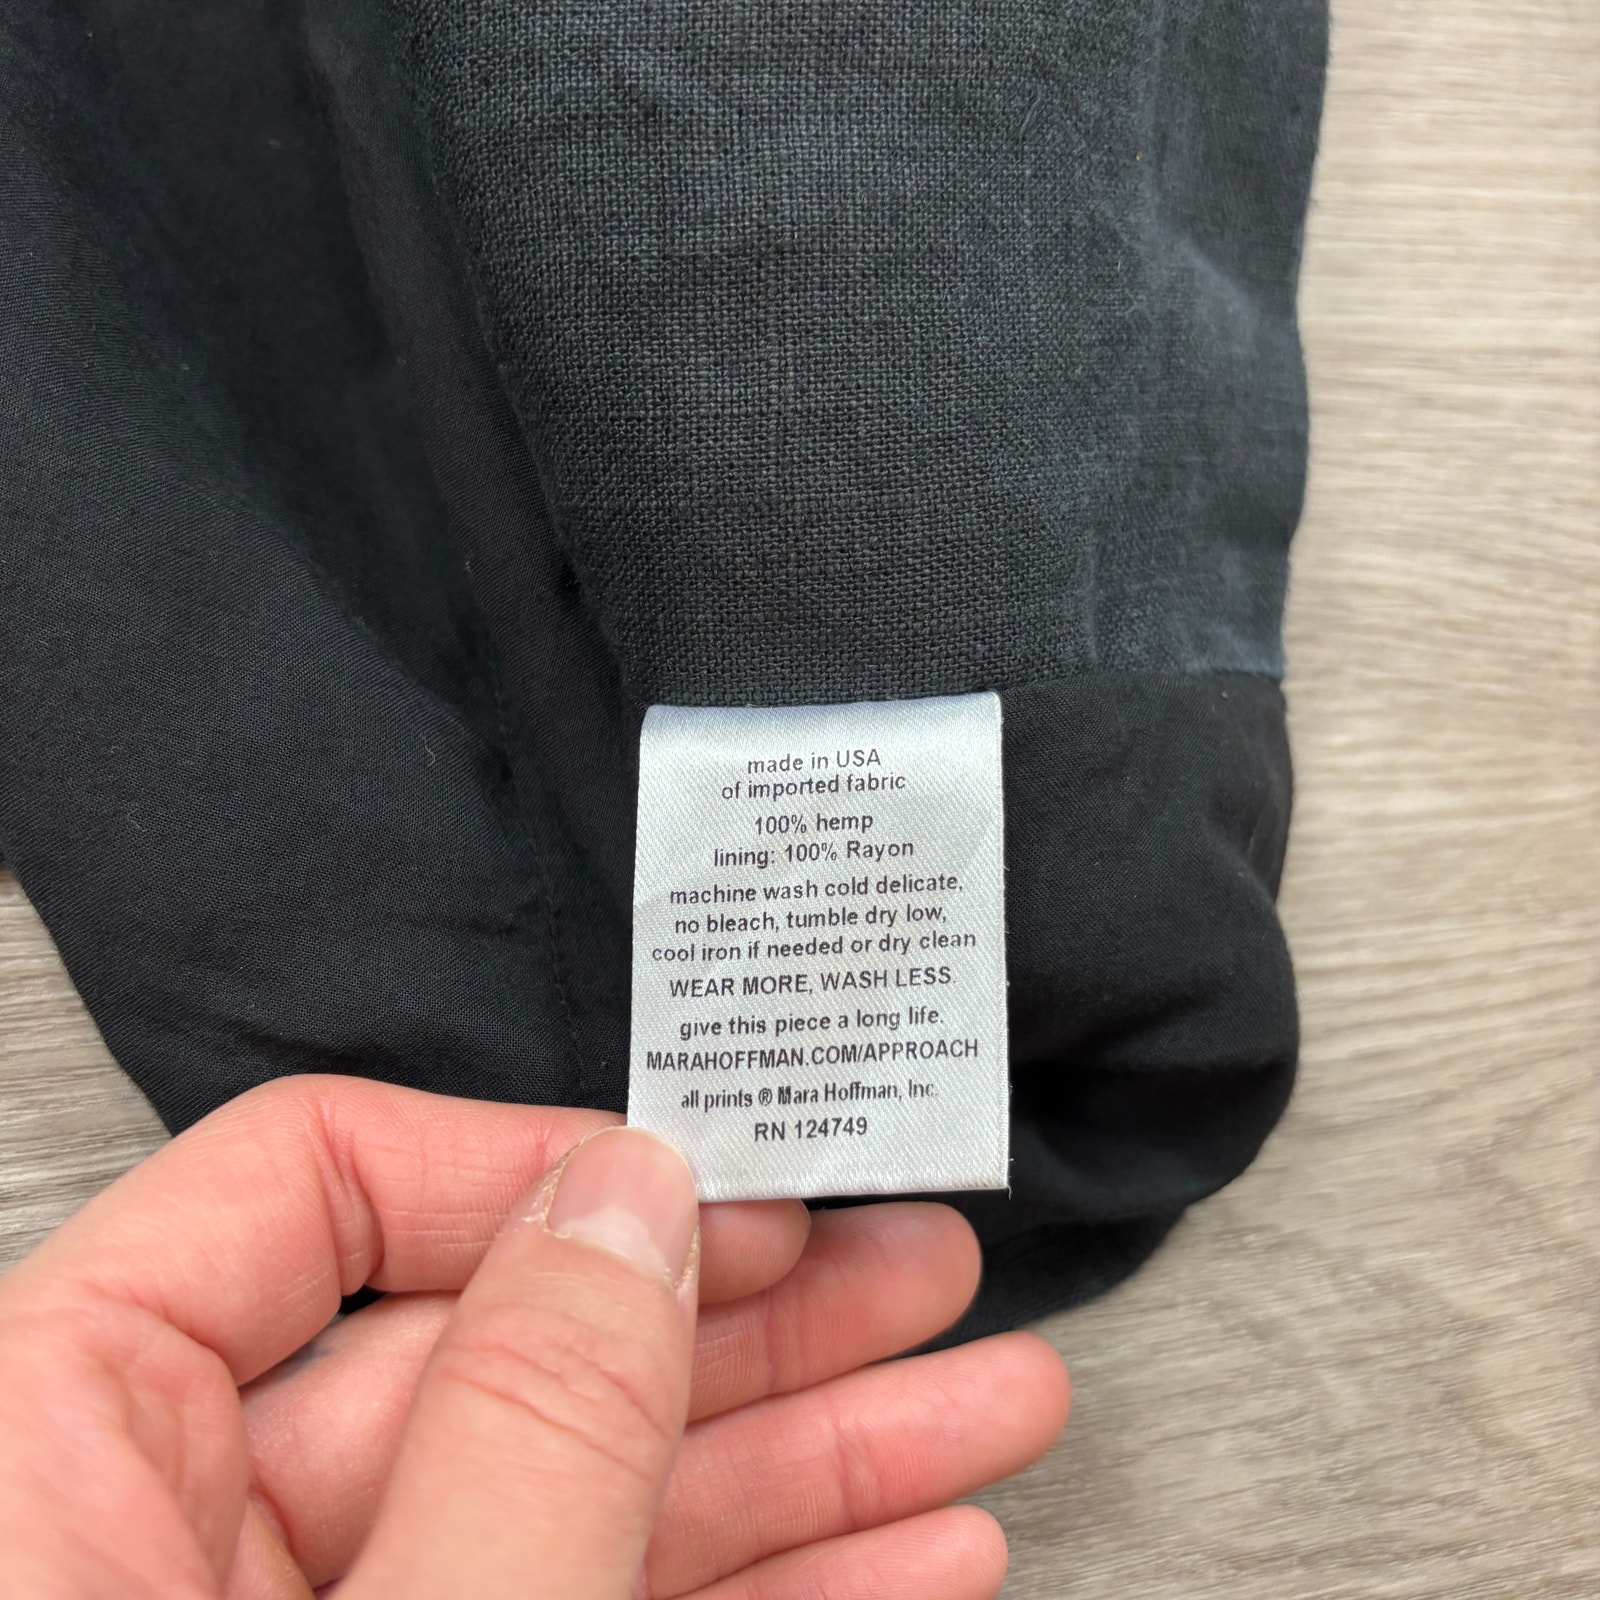 made in USA
of imported fabric
100% hemp
lining: 100% Rayon
machine wash cold delicate,
no bleach, tumble dry low,
cool iron if needed or dry clean
WEAR MORE, WASH LESS.
give this piece a long life.
MARAHOFFMAN.COM/APPROACH
all prints ® Mara Hoffman, Inc.
RN 124749